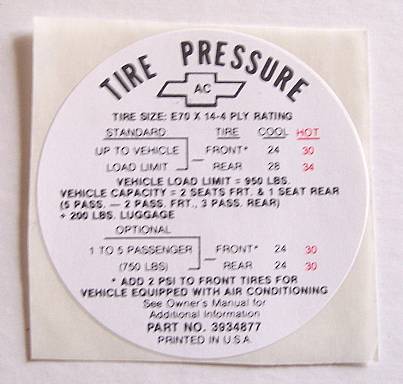 TIRE PRESSURE
AC
TIRE SIZE: E70 X 14-4 PLY RATING
STANDARD TIRE COOL HOT
UP TO VEHICLE FRONT* 24 30
LOAD LIMIT REAR 28 34
VEHICLE LOAD LIMIT = 950 LBS.
VEHICLE CAPACITY = 2 SEATS FRT. & 1 SEAT REAR
(5 PASS. — 2 PASS. FRT., 3 PASS. REAR)
+ 200 LBS. LUGGAGE
OPTIONAL
1 TO 5 PASSENGER FRONT* 24 30
(750 LBS) REAR 24 30
* ADD 2 PSI TO FRONT TIRES FOR
VEHICLE EQUIPPED WITH AIR CONDITIONING
See Owner's Manual for
Additional Information
PART NO. 3934877
PRINTED IN U.S.A.